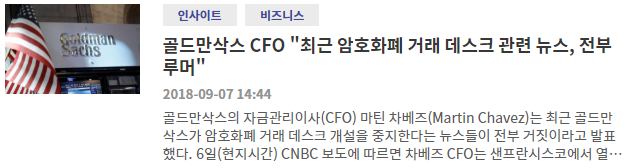 Goldman
Sachs
인사이트 비즈니스
골드만삭스 CFO "최근 암호화폐 거래 데스크 관련 뉴스, 전부
루머"
2018-09-07 14:44
골드만삭스의 자금관리이사(CFO) 마틴 차베즈(Martin Chavez)는 최근 골드만
삭스가 암호화폐 거래 데스크 개설을 중지한다는 뉴스들이 전부 거짓이라고 발표
했다. 6일(현지시간) CNBC 보도에 따르면 차베즈 CFO는 샌프란시스코에서 열…